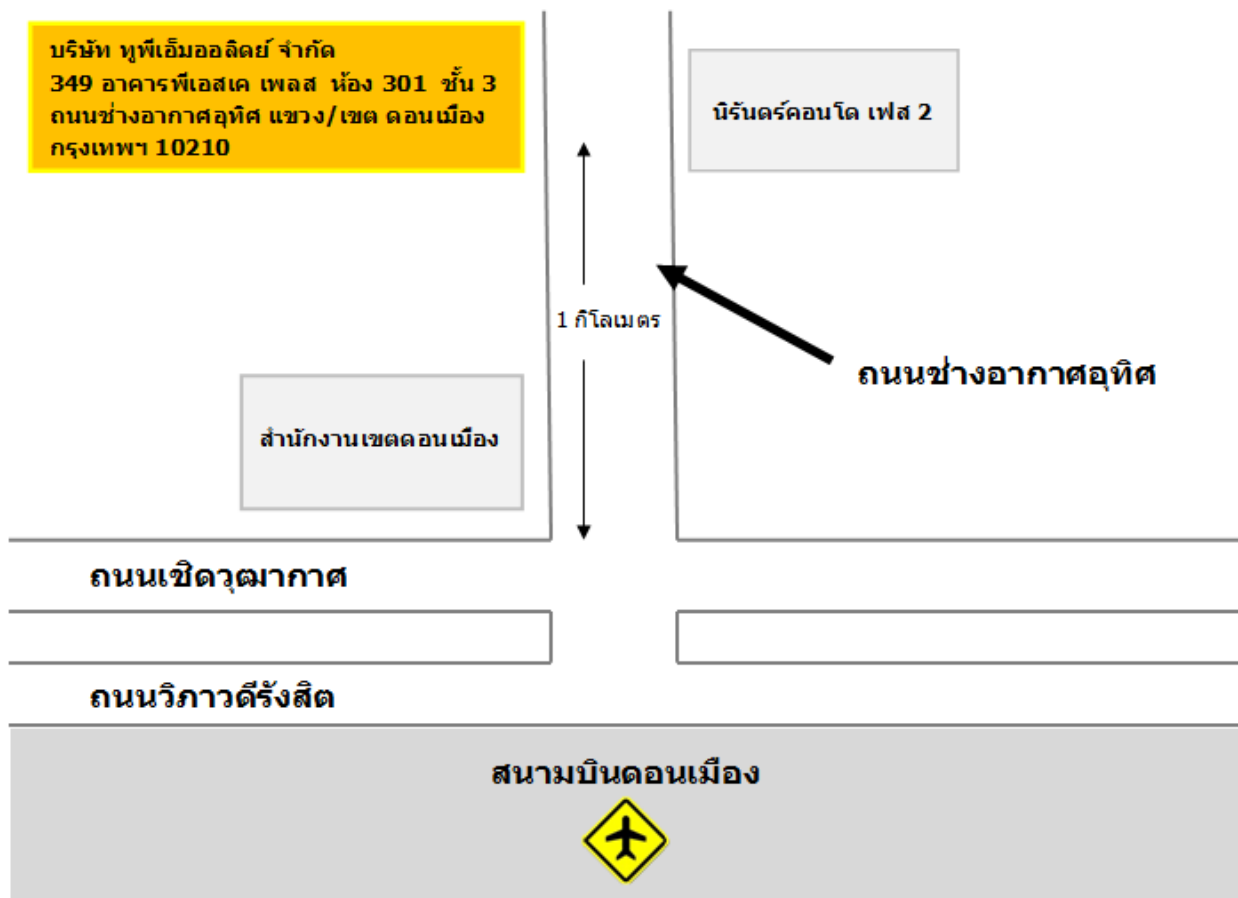 บริษัท ทูพีเอ็มออลิดย์ จำกัด
349 อาคารพีเอสเค เพลส ห้อง 301 ชั้น 3
ถนนช่างอากาศอุทิศ แขวง/เขต ดอนเมือง
กรุงเทพฯ 10210
นิรันดร์คอนโด เฟส 2
1 กิโลเมตร
ถนนช่างอากาศอุทิศ
สำนักงานเขตดอนเมือง
ถนนเชิดวุฒากาศ
ถนนวิภาวดีรังสิต
สนามบินดอนเมือง